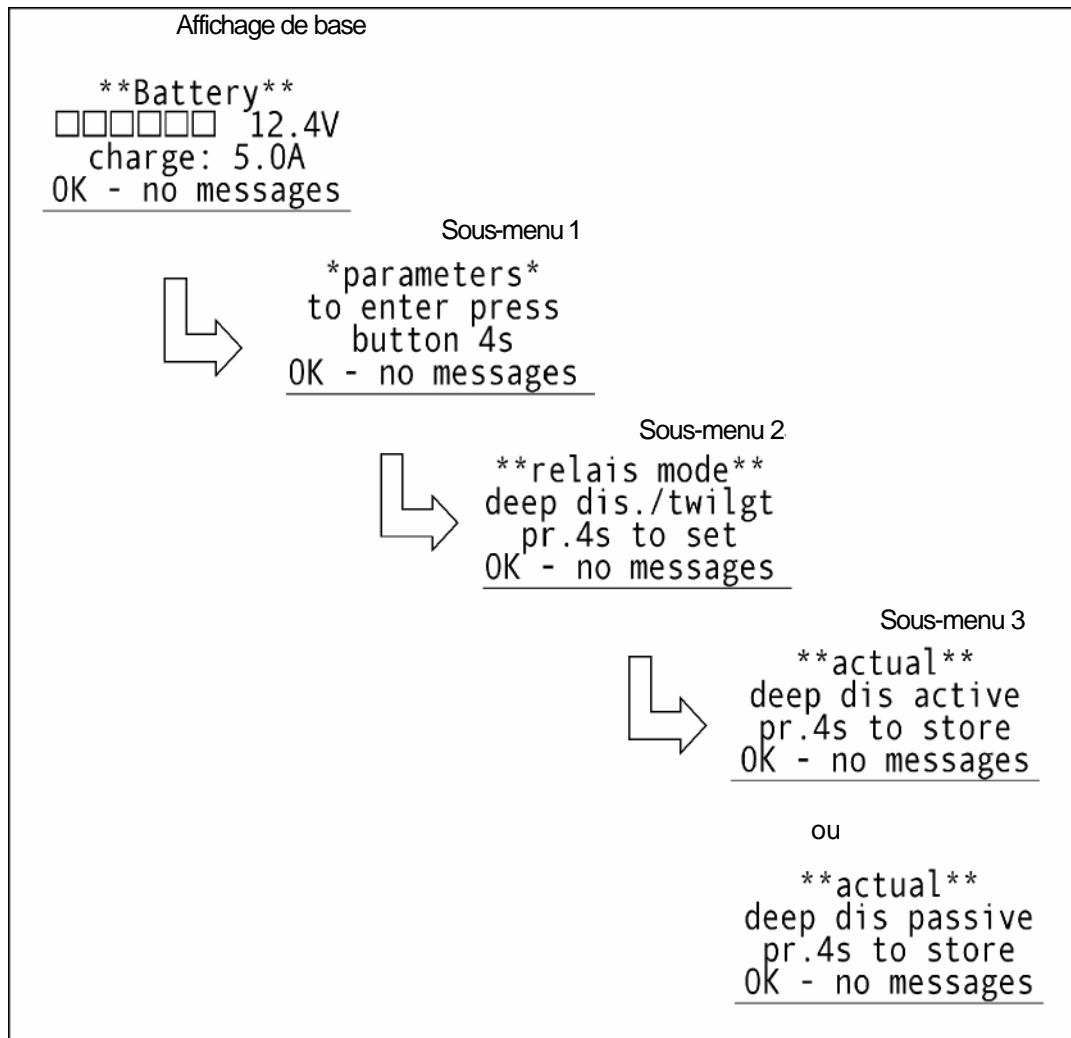 Affichage de base
**Battery**
□□□□□□ 12.4V
charge: 5.0A
OK - no messages
Sous-menu 1
*parameters*
to enter press
button 4s
OK - no messages
Sous-menu 2
**relais mode**
deep dis./twilgt
pr.4s to set
OK - no messages
Sous-menu 3
**actual**
deep dis active
pr.4s to store
OK - no messages
ou
**actual**
deep dis passive
pr.4s to store
OK - no messages